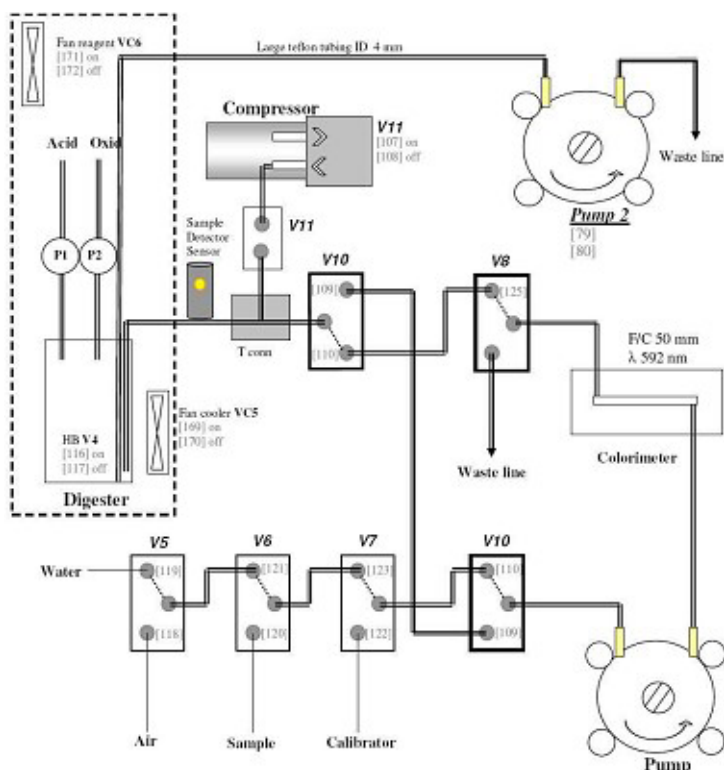 Fan reagent VC6
[171] on
[172] off
Large teflon tubing ID 4 mm
Compressor
V11
[107] on
[108] off
Waste line
Pump 2
[79]
[80]
Acid
Oxid
P1
P2
Sample
Detector
Sensor
V11
V10
[109]
[110]
T conn
V8
[125]
Waste line
F/C 50 mm
λ 592 nm
Colorimeter
Fan cooler VC5
[169] on
[170] off
HB V4
[116] on
[117] off
Digester
V5
V6
V7
V10
Water
[119]
[118]
[121]
[120]
[123]
[122]
[110]
[109]
Air
Sample
Calibrator
Pump